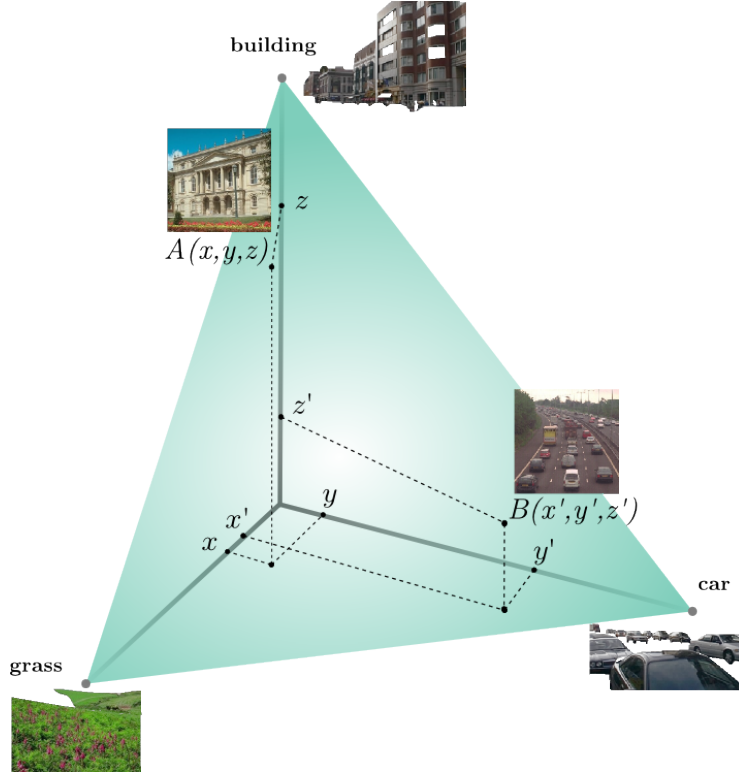 building
z
A(x,y,z)
z'
B(x',y',z')
y
x'
x
y'
car
grass